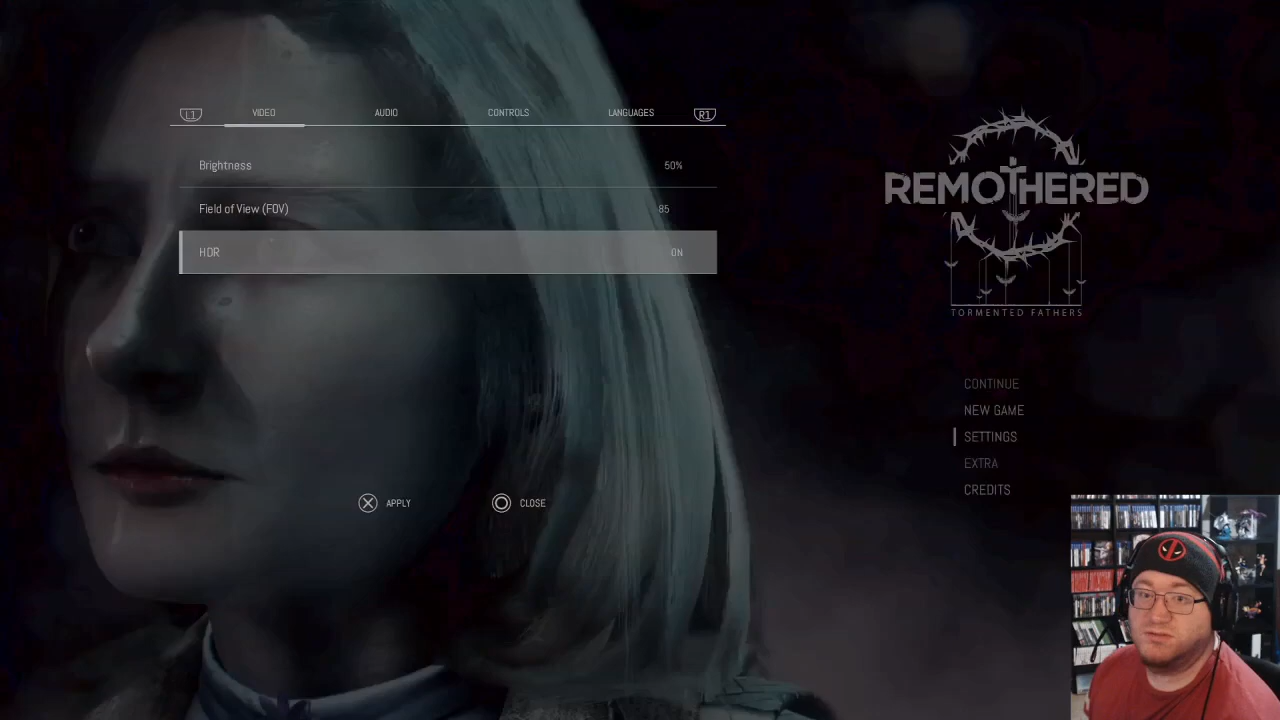 L1 VIDEO AUDIO CONTROLS LANGUAGES R1
Brightness 50%
Field of View (FOV) 85
HDR ON
APPLY CLOSE
REMOTHERED
TORMENTED FATHERS
CONTINUE
NEW GAME
SETTINGS
EXTRA
CREDITS